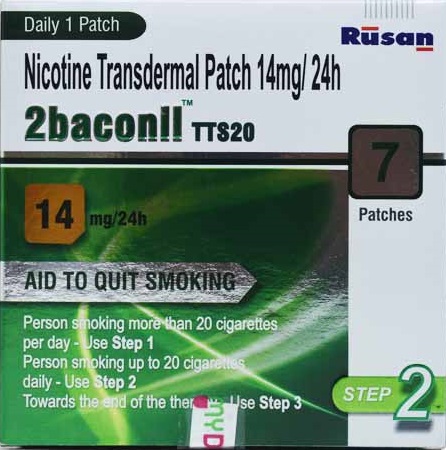 Daily 1 Patch
Rusan
Nicotine Transdermal Patch 14mg/ 24h
2baconil™ TTS20
7
Patches
14 mg/24h
AID TO QUIT SMOKING
Person smoking more than 20 cigarettes
per day - Use Step 1
Person smoking up to 20 cigarettes
daily - Use Step 2
Towards the end of the Use Step 3
STEP 2